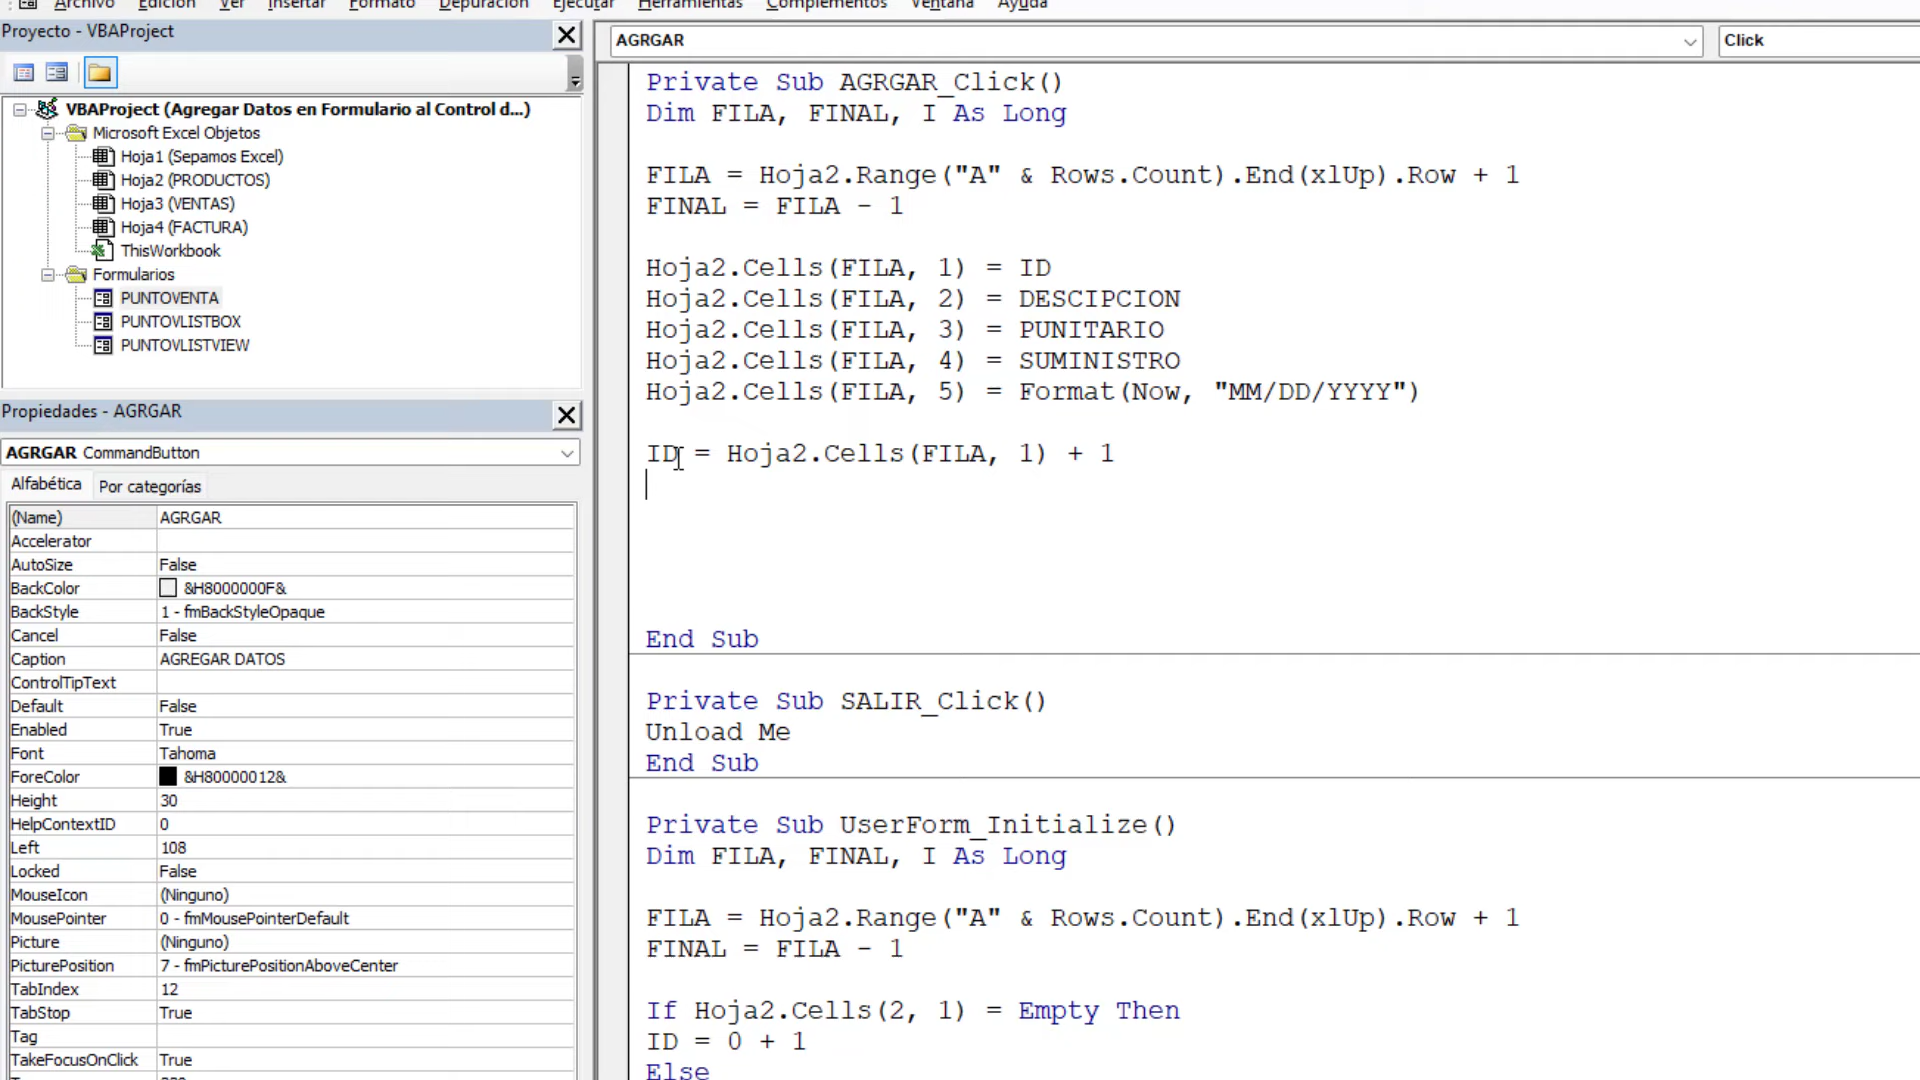 Archivo Edición Ver Insertar Formato Depuración Ejecutar Herramientas Complementos Ventana Ayuda
Proyecto - VBAProject
VBAProject (Agregar Datos en Formulario al Control d...)
Microsoft Excel Objetos
Hoja1 (Sepamos Excel)
Hoja2 (PRODUCTOS)
Hoja3 (VENTAS)
Hoja4 (FACTURA)
ThisWorkbook
Formularios
PUNTOVENTA
PUNTOVLISTBOX
PUNTOVLISTVIEW
Propiedades - AGRGAR
AGRGAR CommandButton
Alfabética Por categorías
(Name) AGRGAR
Accelerator
AutoSize False
BackColor &H8000000F&
BackStyle 1 - fmBackStyleOpaque
Cancel False
Caption AGREGAR DATOS
ControlTipText
Default False
Enabled True
Font Tahoma
ForeColor &H80000012&
Height 30
HelpContextID 0
Left 108
Locked False
MouseIcon (Ninguno)
MousePointer 0 - fmMousePointerDefault
Picture (Ninguno)
PicturePosition 7 - fmPicturePositionAboveCenter
TabIndex 12
TabStop True
Tag
TakeFocusOnClick True
AGRGAR Click
Private Sub AGRGAR_Click()
Dim FILA, FINAL, I As Long
FILA = Hoja2.Range("A" & Rows.Count).End(xlUp).Row + 1
FINAL = FILA - 1
Hoja2.Cells(FILA, 1) = ID
Hoja2.Cells(FILA, 2) = DESCIPCION
Hoja2.Cells(FILA, 3) = PUNITARIO
Hoja2.Cells(FILA, 4) = SUMINISTRO
Hoja2.Cells(FILA, 5) = Format(Now, "MM/DD/YYYY")
ID = Hoja2.Cells(FILA, 1) + 1
End Sub
Private Sub SALIR_Click()
Unload Me
End Sub
Private Sub UserForm_Initialize()
Dim FILA, FINAL, I As Long
FILA = Hoja2.Range("A" & Rows.Count).End(xlUp).Row + 1
FINAL = FILA - 1
If Hoja2.Cells(2, 1) = Empty Then
ID = 0 + 1
Else